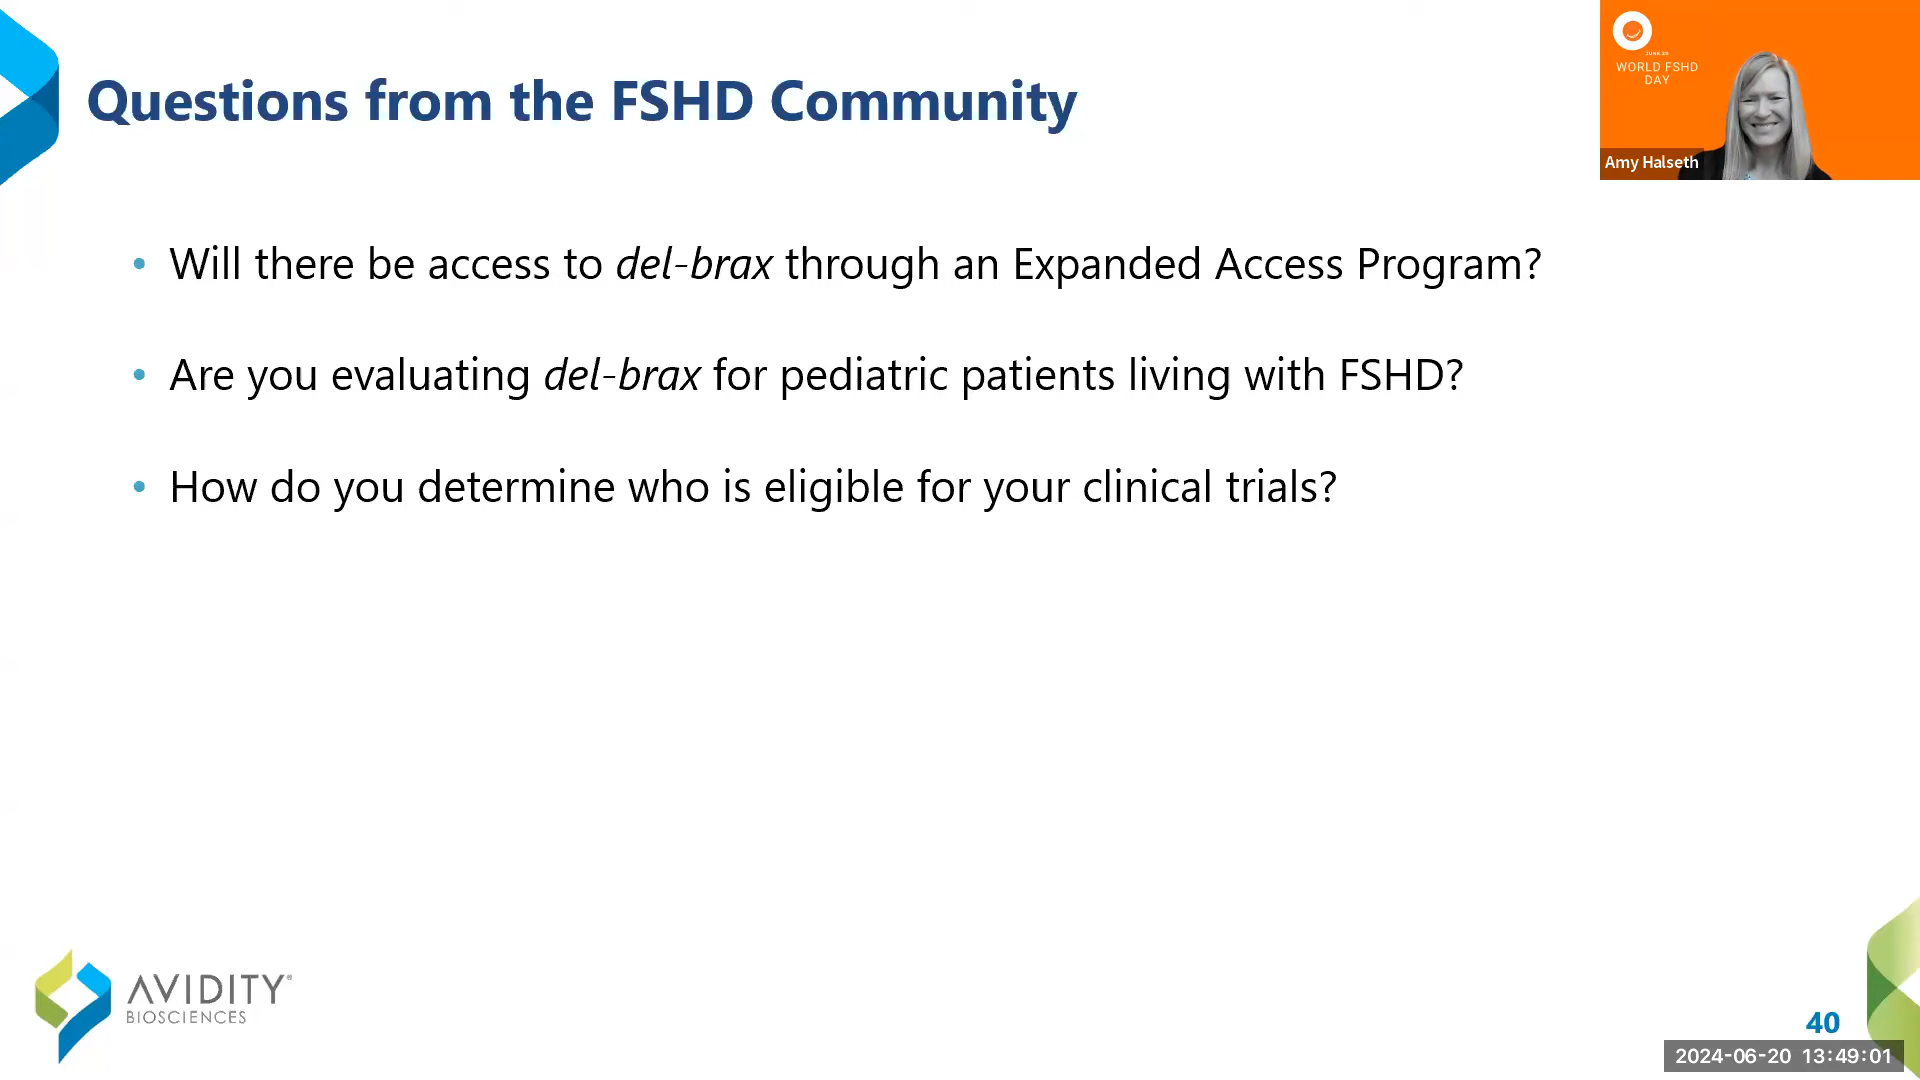 JUNE 20
WORLD FSHD
DAY
Amy Halseth
Questions from the FSHD Community
• Will there be access to del-brax through an Expanded Access Program?
• Are you evaluating del-brax for pediatric patients living with FSHD?
• How do you determine who is eligible for your clinical trials?
AVIDITY®
BIOSCIENCES
40
2024-06-20 13:49:01